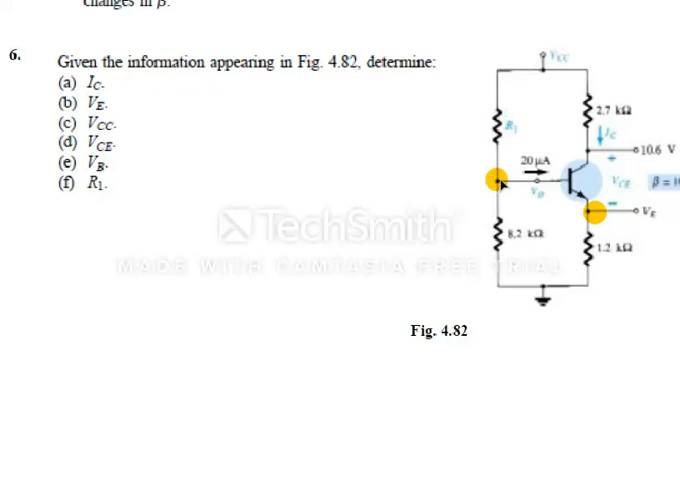 changes in β.
6.
Given the information appearing in Fig. 4.82, determine:
(a) IC.
(b) VE.
(c) VCC.
(d) VCE.
(e) VB.
(f) R1.
VCC
2.7 kΩ
R1
IC
10.6 V
20 μA
+
VCE
β =
VB
−
VE
8.2 kΩ
1.2 kΩ
TechSmith
MADE WITH CAMTASIA FREE TRIAL
Fig. 4.82